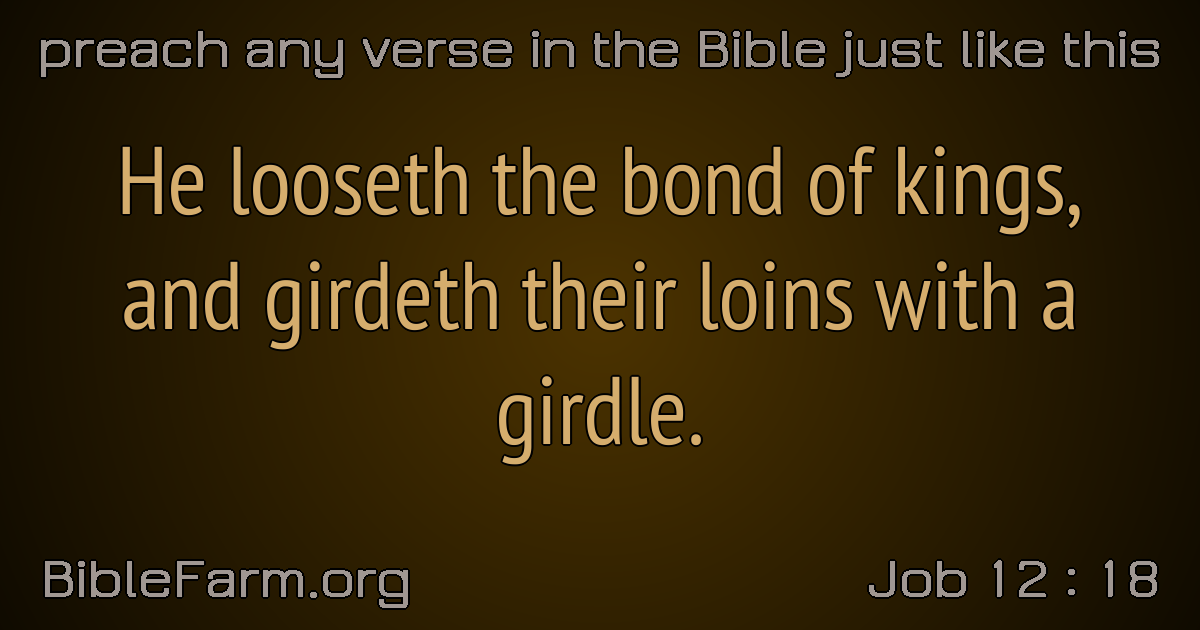 preach any verse in the Bible just like this
He looseth the bond of kings,
and girdeth their loins with a
girdle.
BibleFarm.org
Job 12 : 18